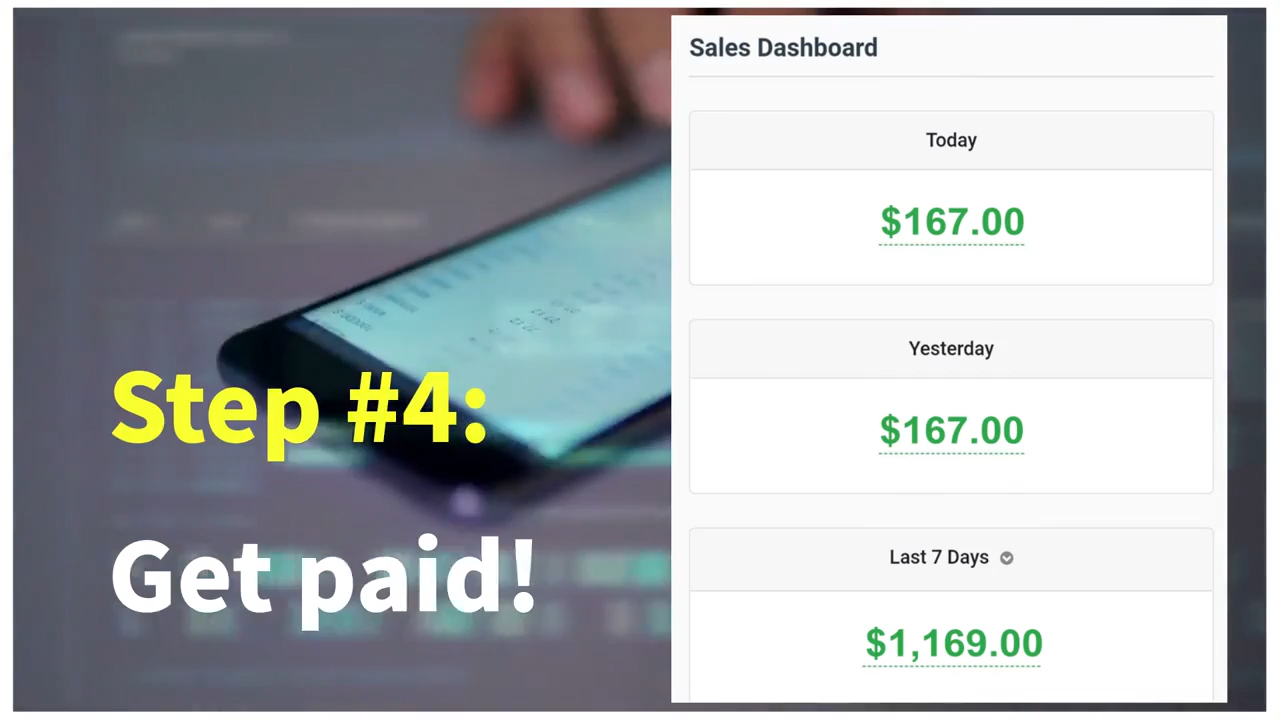 Step #4:
Get paid!
Sales Dashboard
Today
$167.00
Yesterday
$167.00
Last 7 Days
$1,169.00